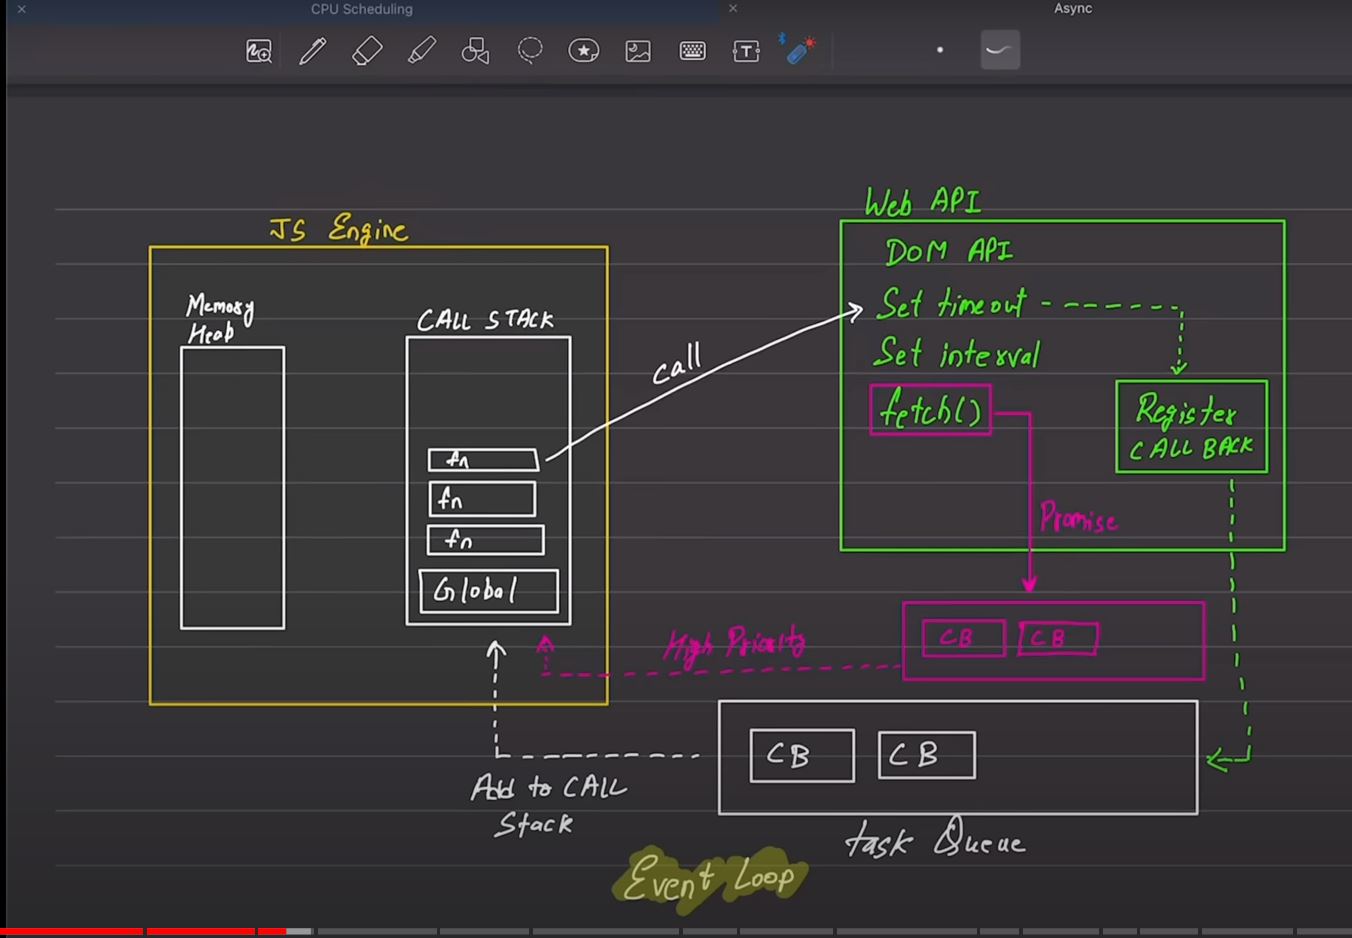 CPU Scheduling
Async
T
Web API
JS Engine
DOM API
Memory
Heap
CALL STACK
Set timeout
call
Set interval
fetch()
Register
CALL BACK
fn
fn
fn
Promise
Global
High Priority
CB CB
CB CB
Add to CALL
Stack
task Queue
Event Loop